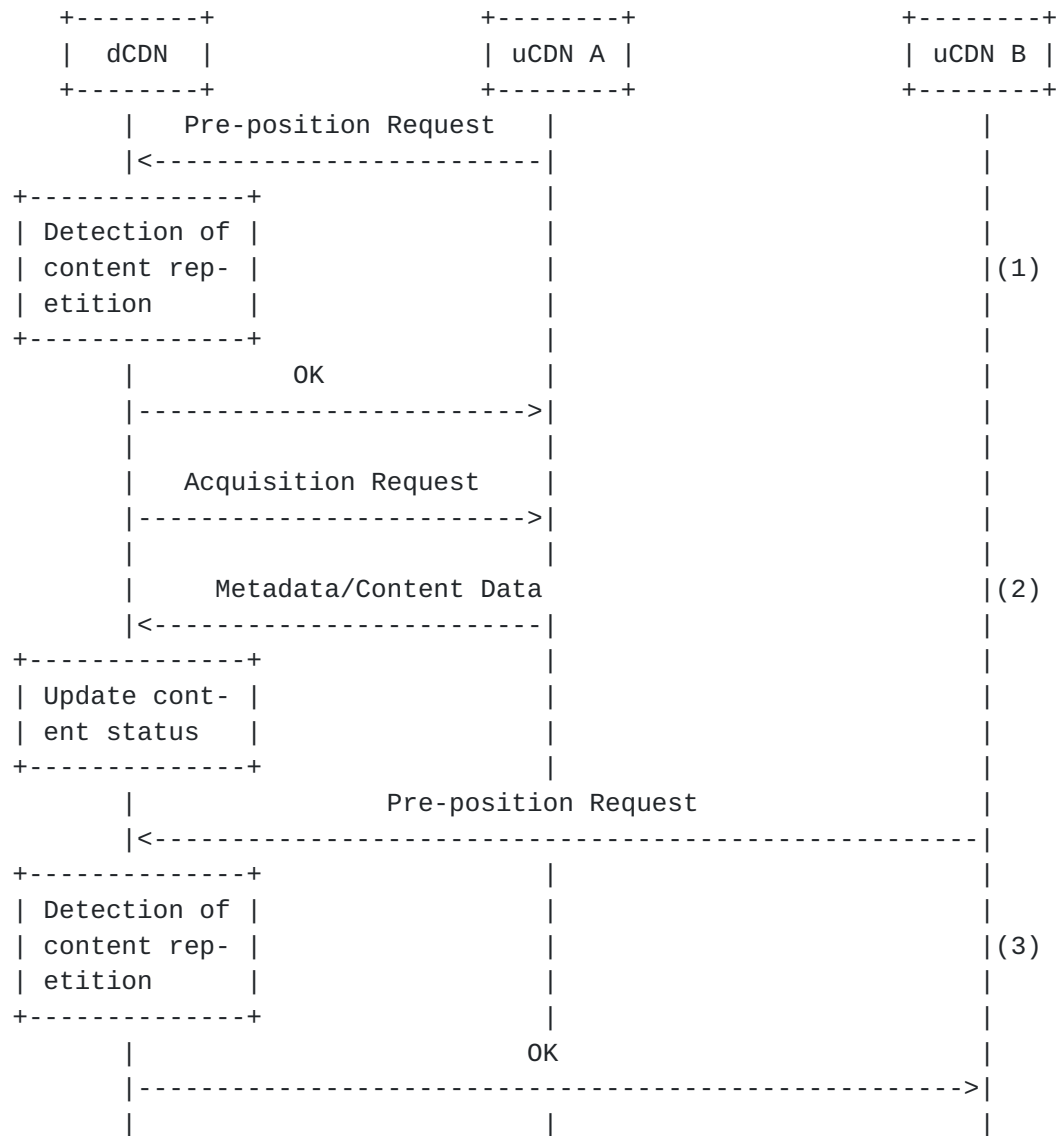 dCDN uCDN A uCDN B
Pre-position Request
Detection of
content rep- (1)
etition
OK
Acquisition Request
Metadata/Content Data (2)
Update cont-
ent status
Pre-position Request
Detection of
content rep- (3)
etition
OK